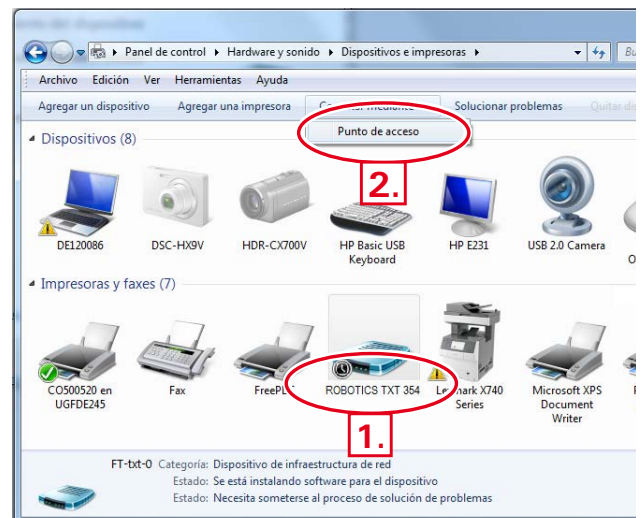 Panel de control Hardware y sonido Dispositivos e impresoras
Archivo Edición Ver Herramientas Ayuda
Agregar un dispositivo Agregar una impresora mediante Solucionar problemas Quitar
Punto de acceso
2.
Dispositivos (8)
DE120086 DSC-HX9V HDR-CX700V HP Basic USB Keyboard HP E231 USB 2.0 Camera
Impresoras y faxes (7)
CO500520 en UGFDE245 Fax ROBOTICS TXT 354 X740 Series Microsoft XPS Document Writer
1.
FT-txt-0 Categoría: Dispositivo de infraestructura de red
Estado: Se está instalando software para el dispositivo
Estado: Necesita someterse al proceso de solución de problemas